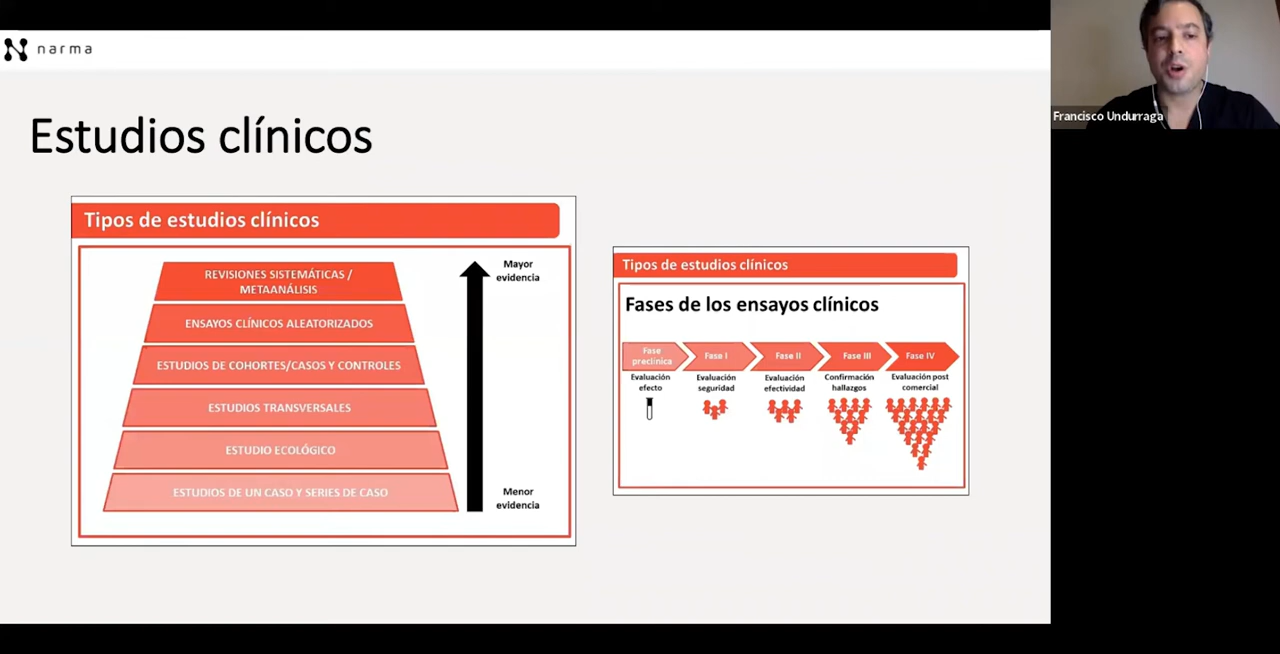 narma
Estudios clínicos
Tipos de estudios clínicos
REVISIONES SISTEMÁTICAS /
METAANÁLISIS
ENSAYOS CLÍNICOS ALEATORIZADOS
ESTUDIOS DE COHORTES/CASOS Y CONTROLES
ESTUDIOS TRANSVERSALES
ESTUDIO ECOLÓGICO
ESTUDIOS DE UN CASO Y SERIES DE CASO
Mayor
evidencia
Menor
evidencia
Tipos de estudios clínicos
Fases de los ensayos clínicos
Fase
preclínica
Fase I
Fase II
Fase III
Fase IV
Evaluación
efecto
Evaluación
seguridad
Evaluación
efectividad
Confirmación
hallazgos
Evaluación post
comercial
Francisco Undurraga